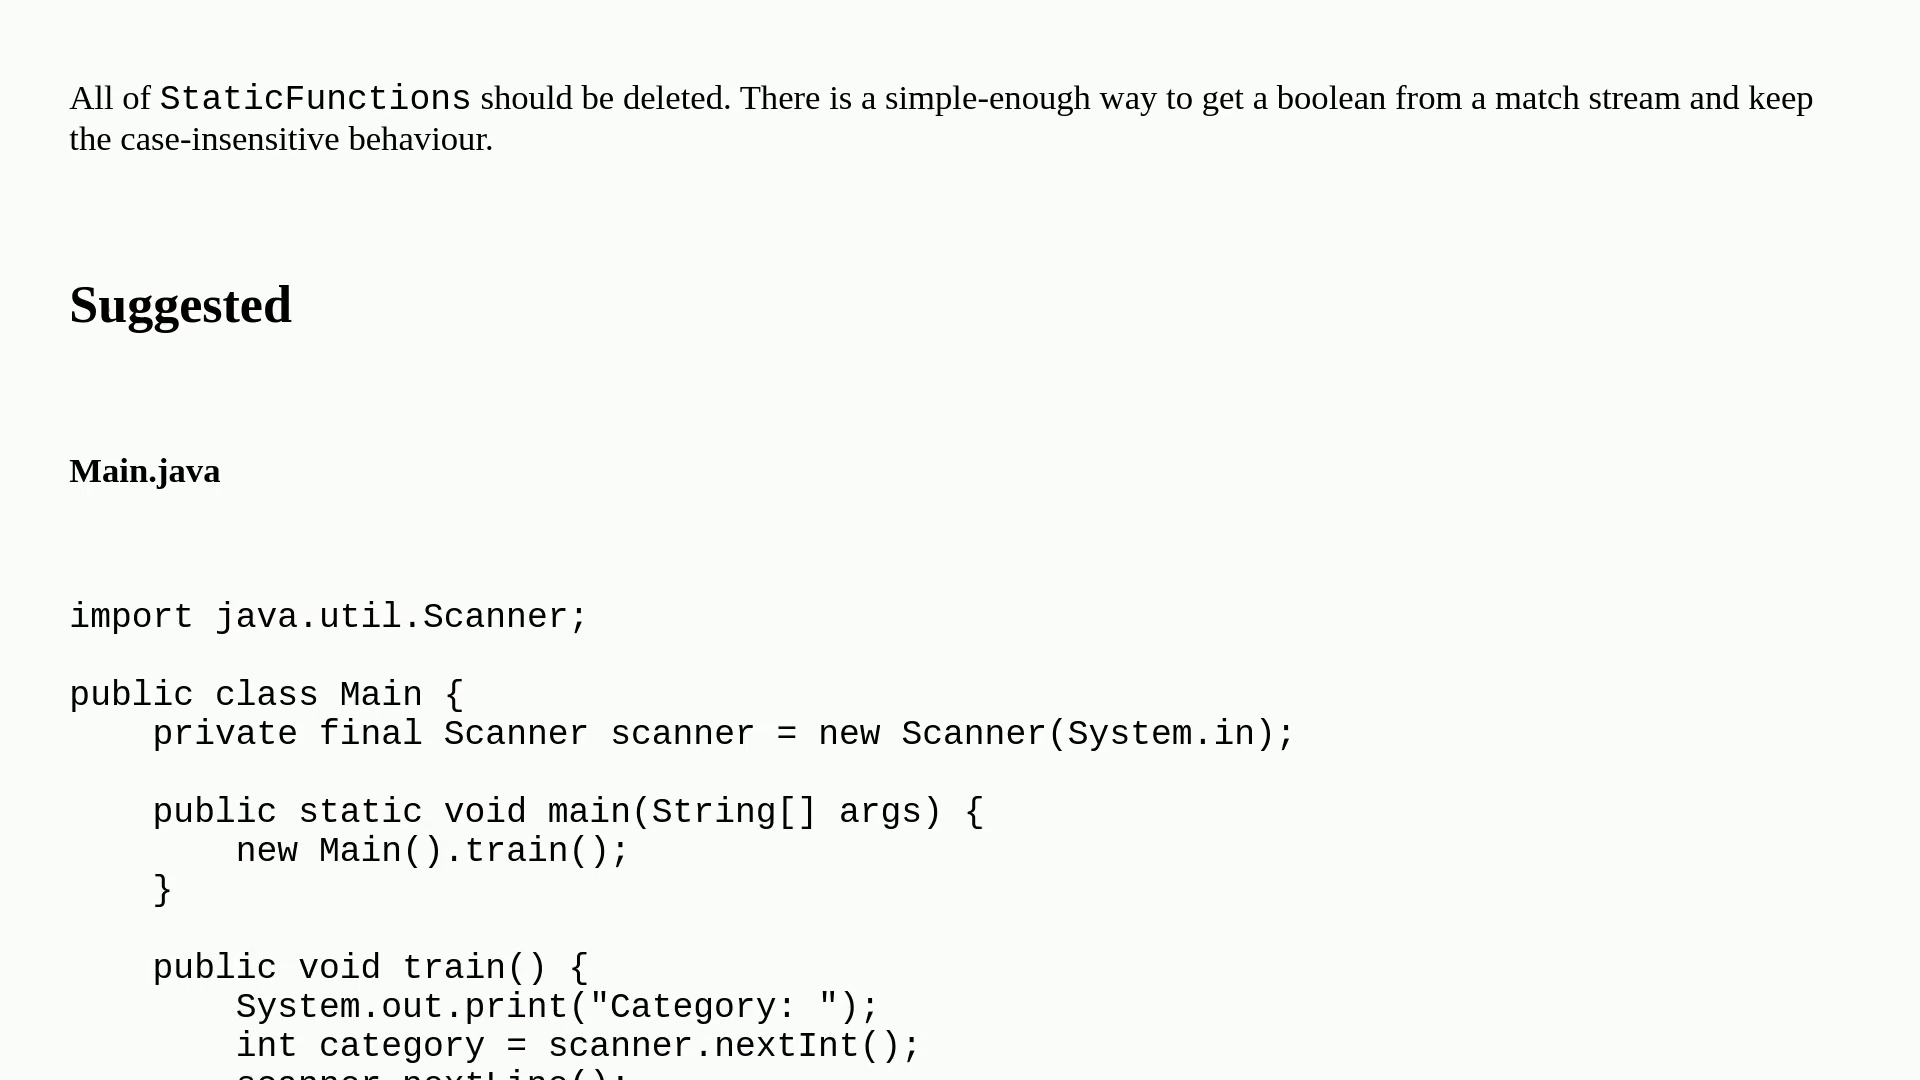 All of StaticFunctions should be deleted. There is a simple-enough way to get a boolean from a match stream and keep
the case-insensitive behaviour.
Suggested
Main.java
import java.util.Scanner;
public class Main {
    private final Scanner scanner = new Scanner(System.in);
    public static void main(String[] args) {
        new Main().train();
    }
    public void train() {
        System.out.print("Category: ");
        int category = scanner.nextInt();
        scanner.nextLine();